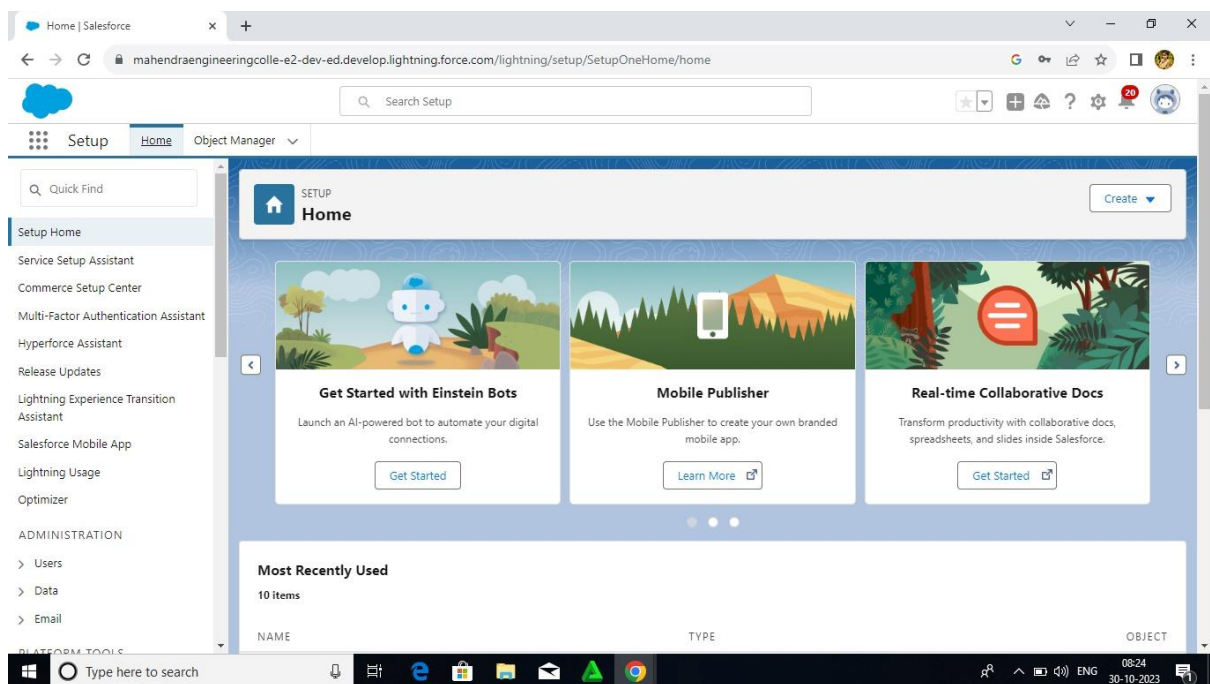 Home | Salesforce
mahendraengineeringcolle-e2-dev-ed.develop.lightning.force.com/lightning/setup/SetupOneHome/home
Search Setup
20
Setup Home Object Manager
Quick Find
Setup Home
Service Setup Assistant
Commerce Setup Center
Multi-Factor Authentication Assistant
Hyperforce Assistant
Release Updates
Lightning Experience Transition
Assistant
Salesforce Mobile App
Lightning Usage
Optimizer
ADMINISTRATION
Users
Data
Email
PLATFORM TOOLS
SETUP
Home
Create
Get Started with Einstein Bots
Launch an AI-powered bot to automate your digital
connections.
Get Started
Mobile Publisher
Use the Mobile Publisher to create your own branded
mobile app.
Learn More
Real-time Collaborative Docs
Transform productivity with collaborative docs,
spreadsheets, and slides inside Salesforce.
Get Started
Most Recently Used
10 items
NAME TYPE OBJECT
Type here to search
ENG
08:24
30-10-2023
1